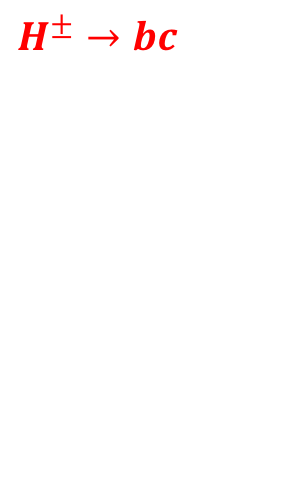 H± → bc